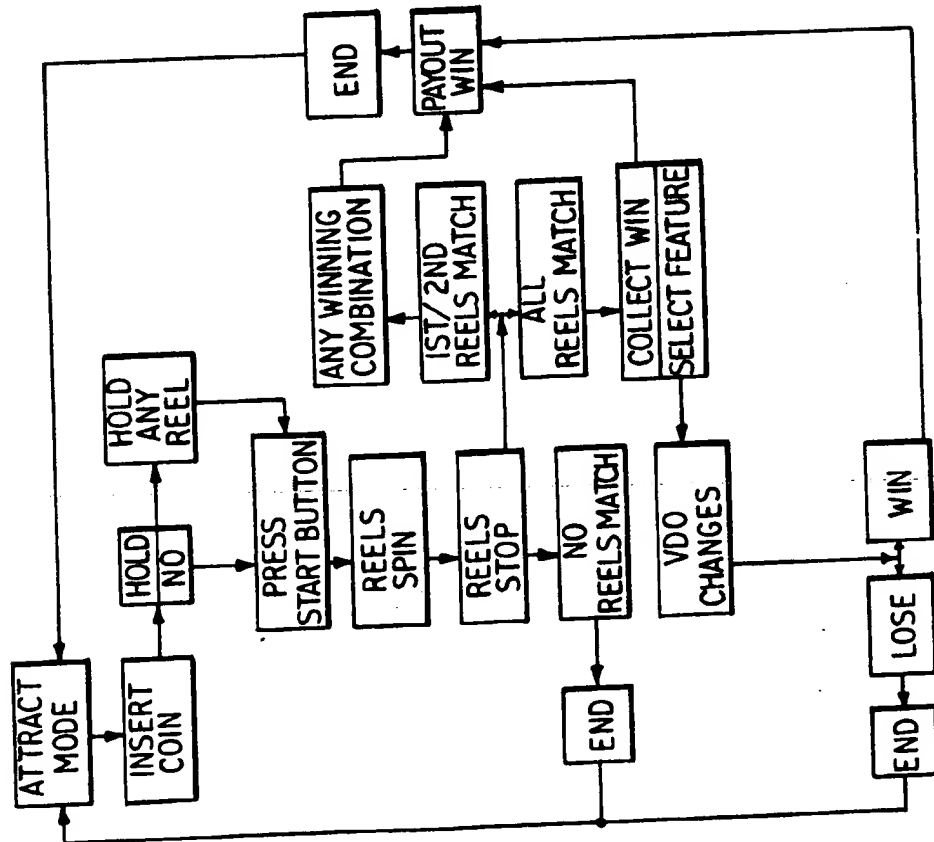 ATTRACT
MODE
INSERT
COIN
HOLD
NO
HOLD
ANY
REEL
PRESS
START BUTTON
REELS
SPIN
REELS
STOP
NO
REELS MATCH
END
ANY WINNING
COMBINATION
1ST/2ND
REELS MATCH
ALL
REELS MATCH
COLLECT WIN
SELECT FEATURE
PAYOUT
WIN
END
VDO
CHANGES
WIN
LOSE
END